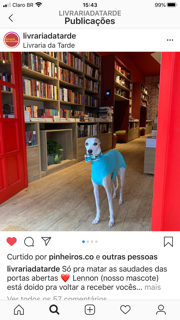 Claro BR
15:43
43%
LIVRARIADATARDE
Publicações
livrariadatarde
Livraria da Tarde
Curtido por pinheiros.co e outras pessoas
livrariadatarde Só pra matar as saudades das
portas abertas ❤️ Lennon (nosso mascote)
está doido pra voltar a receber vocês... mais
Ver todos os 57 comentários